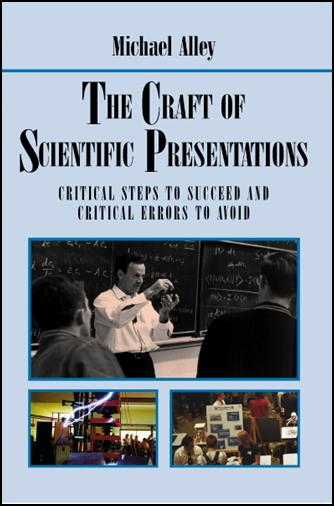 Michael Alley
THE CRAFT OF
SCIENTIFIC PRESENTATIONS
CRITICAL STEPS TO SUCCEED AND
CRITICAL ERRORS TO AVOID